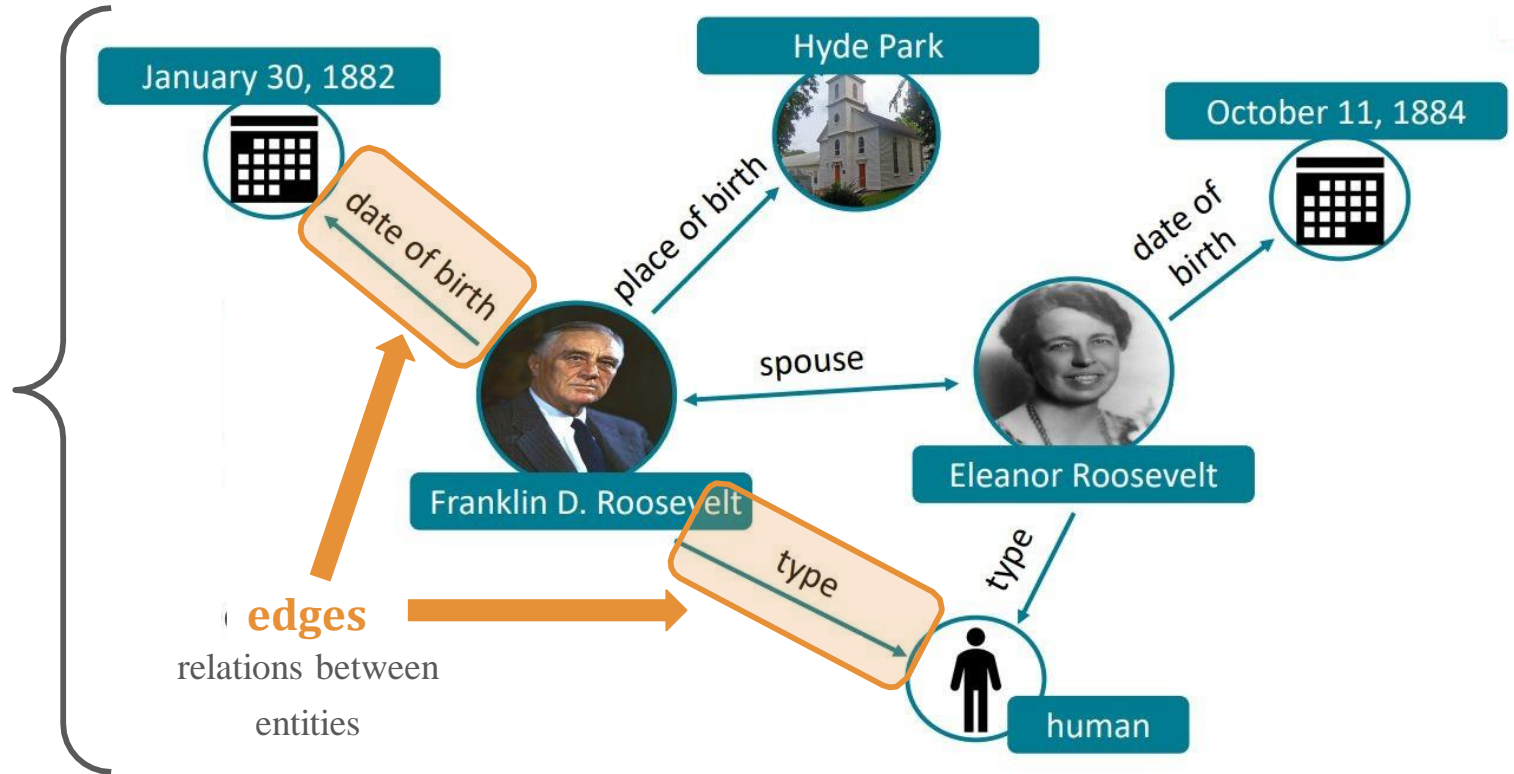 Hyde Park
January 30, 1882
October 11, 1884
date of birth
place of birth
date of
birth
spouse
Franklin D. Roosevelt
Eleanor Roosevelt
type
type
edges
relations between
entities
human